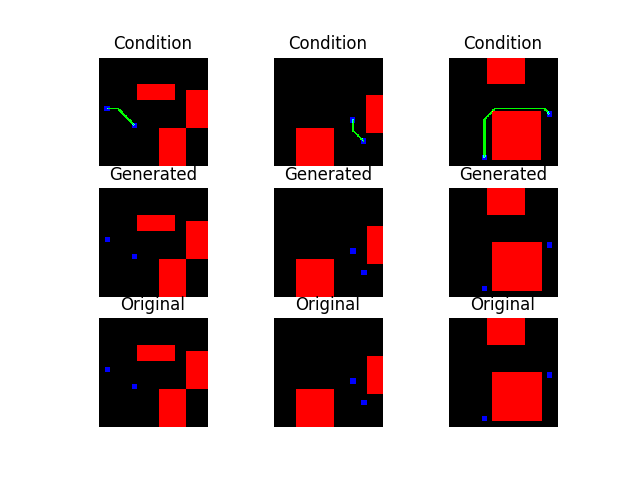 Condition Condition Condition
Generated Generated Generated
Original Original Original